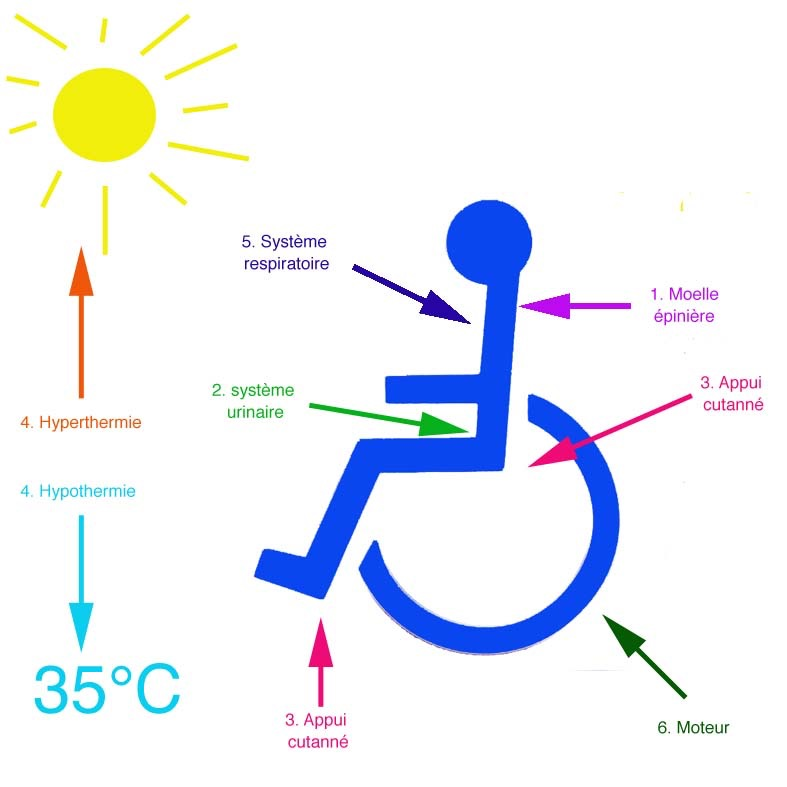 5. Système
respiratoire
1. Moelle
épinière
2. système
urinaire
3. Appui
cutanné
4. Hyperthermie
4. Hypothermie
35°C
3. Appui
cutanné
6. Moteur